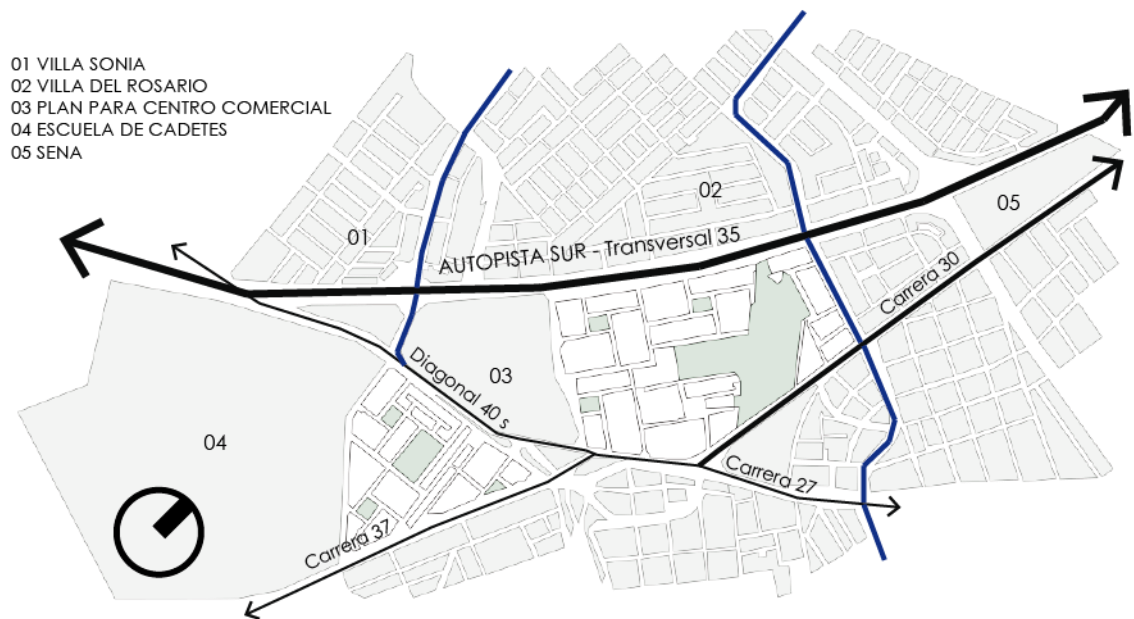 01 VILLA SONIA
02 VILLA DEL ROSARIO
03 PLAN PARA CENTRO COMERCIAL
04 ESCUELA DE CADETES
05 SENA
02
05
01
AUTOPISTA SUR - Transversal 35
Carrera 30
Diagonal 40 s
03
04
Carrera 27
Carrera 37